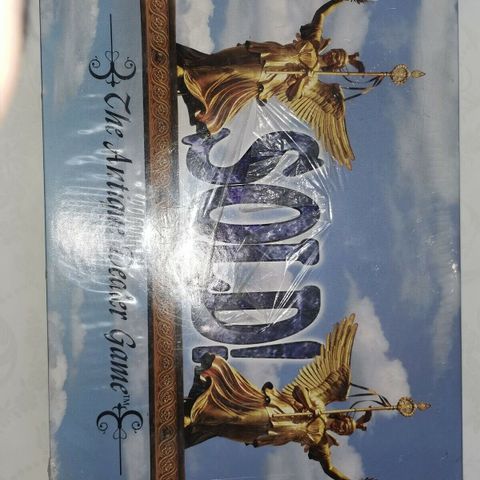 SOLD!
The Antique Dealer Game™